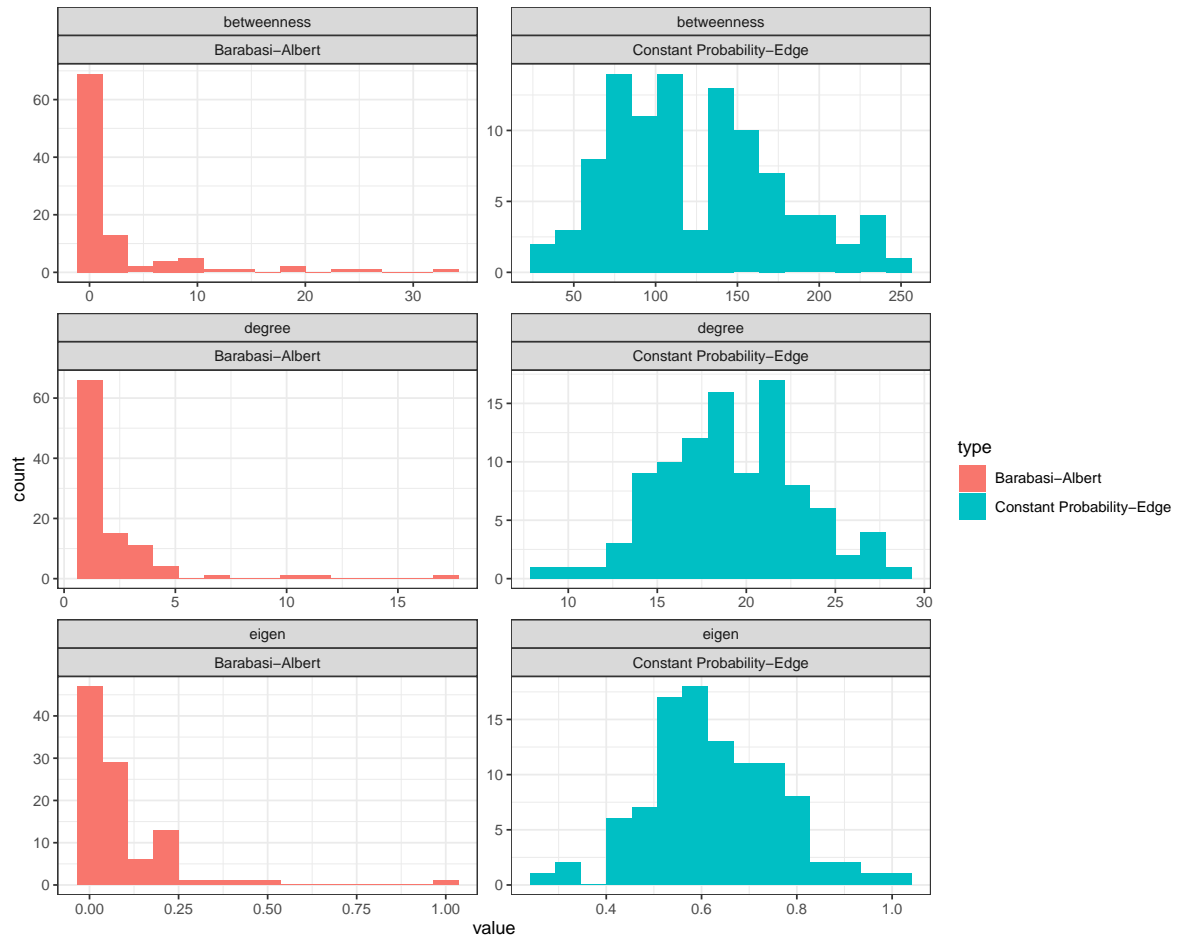 betweenness
Barabasi−Albert
betweenness
Constant Probability−Edge
60
40
20
0
0 10 20 30
10
5
0
50 100 150 200 250
degree
Barabasi−Albert
degree
Constant Probability−Edge
60
40
20
0
0 5 10 15
15
10
5
0
10 15 20 25 30
eigen
Barabasi−Albert
eigen
Constant Probability−Edge
40
30
20
10
0
0.00 0.25 0.50 0.75 1.00
15
10
5
0
0.4 0.6 0.8 1.0
count
value
type
Barabasi−Albert
Constant Probability−Edge